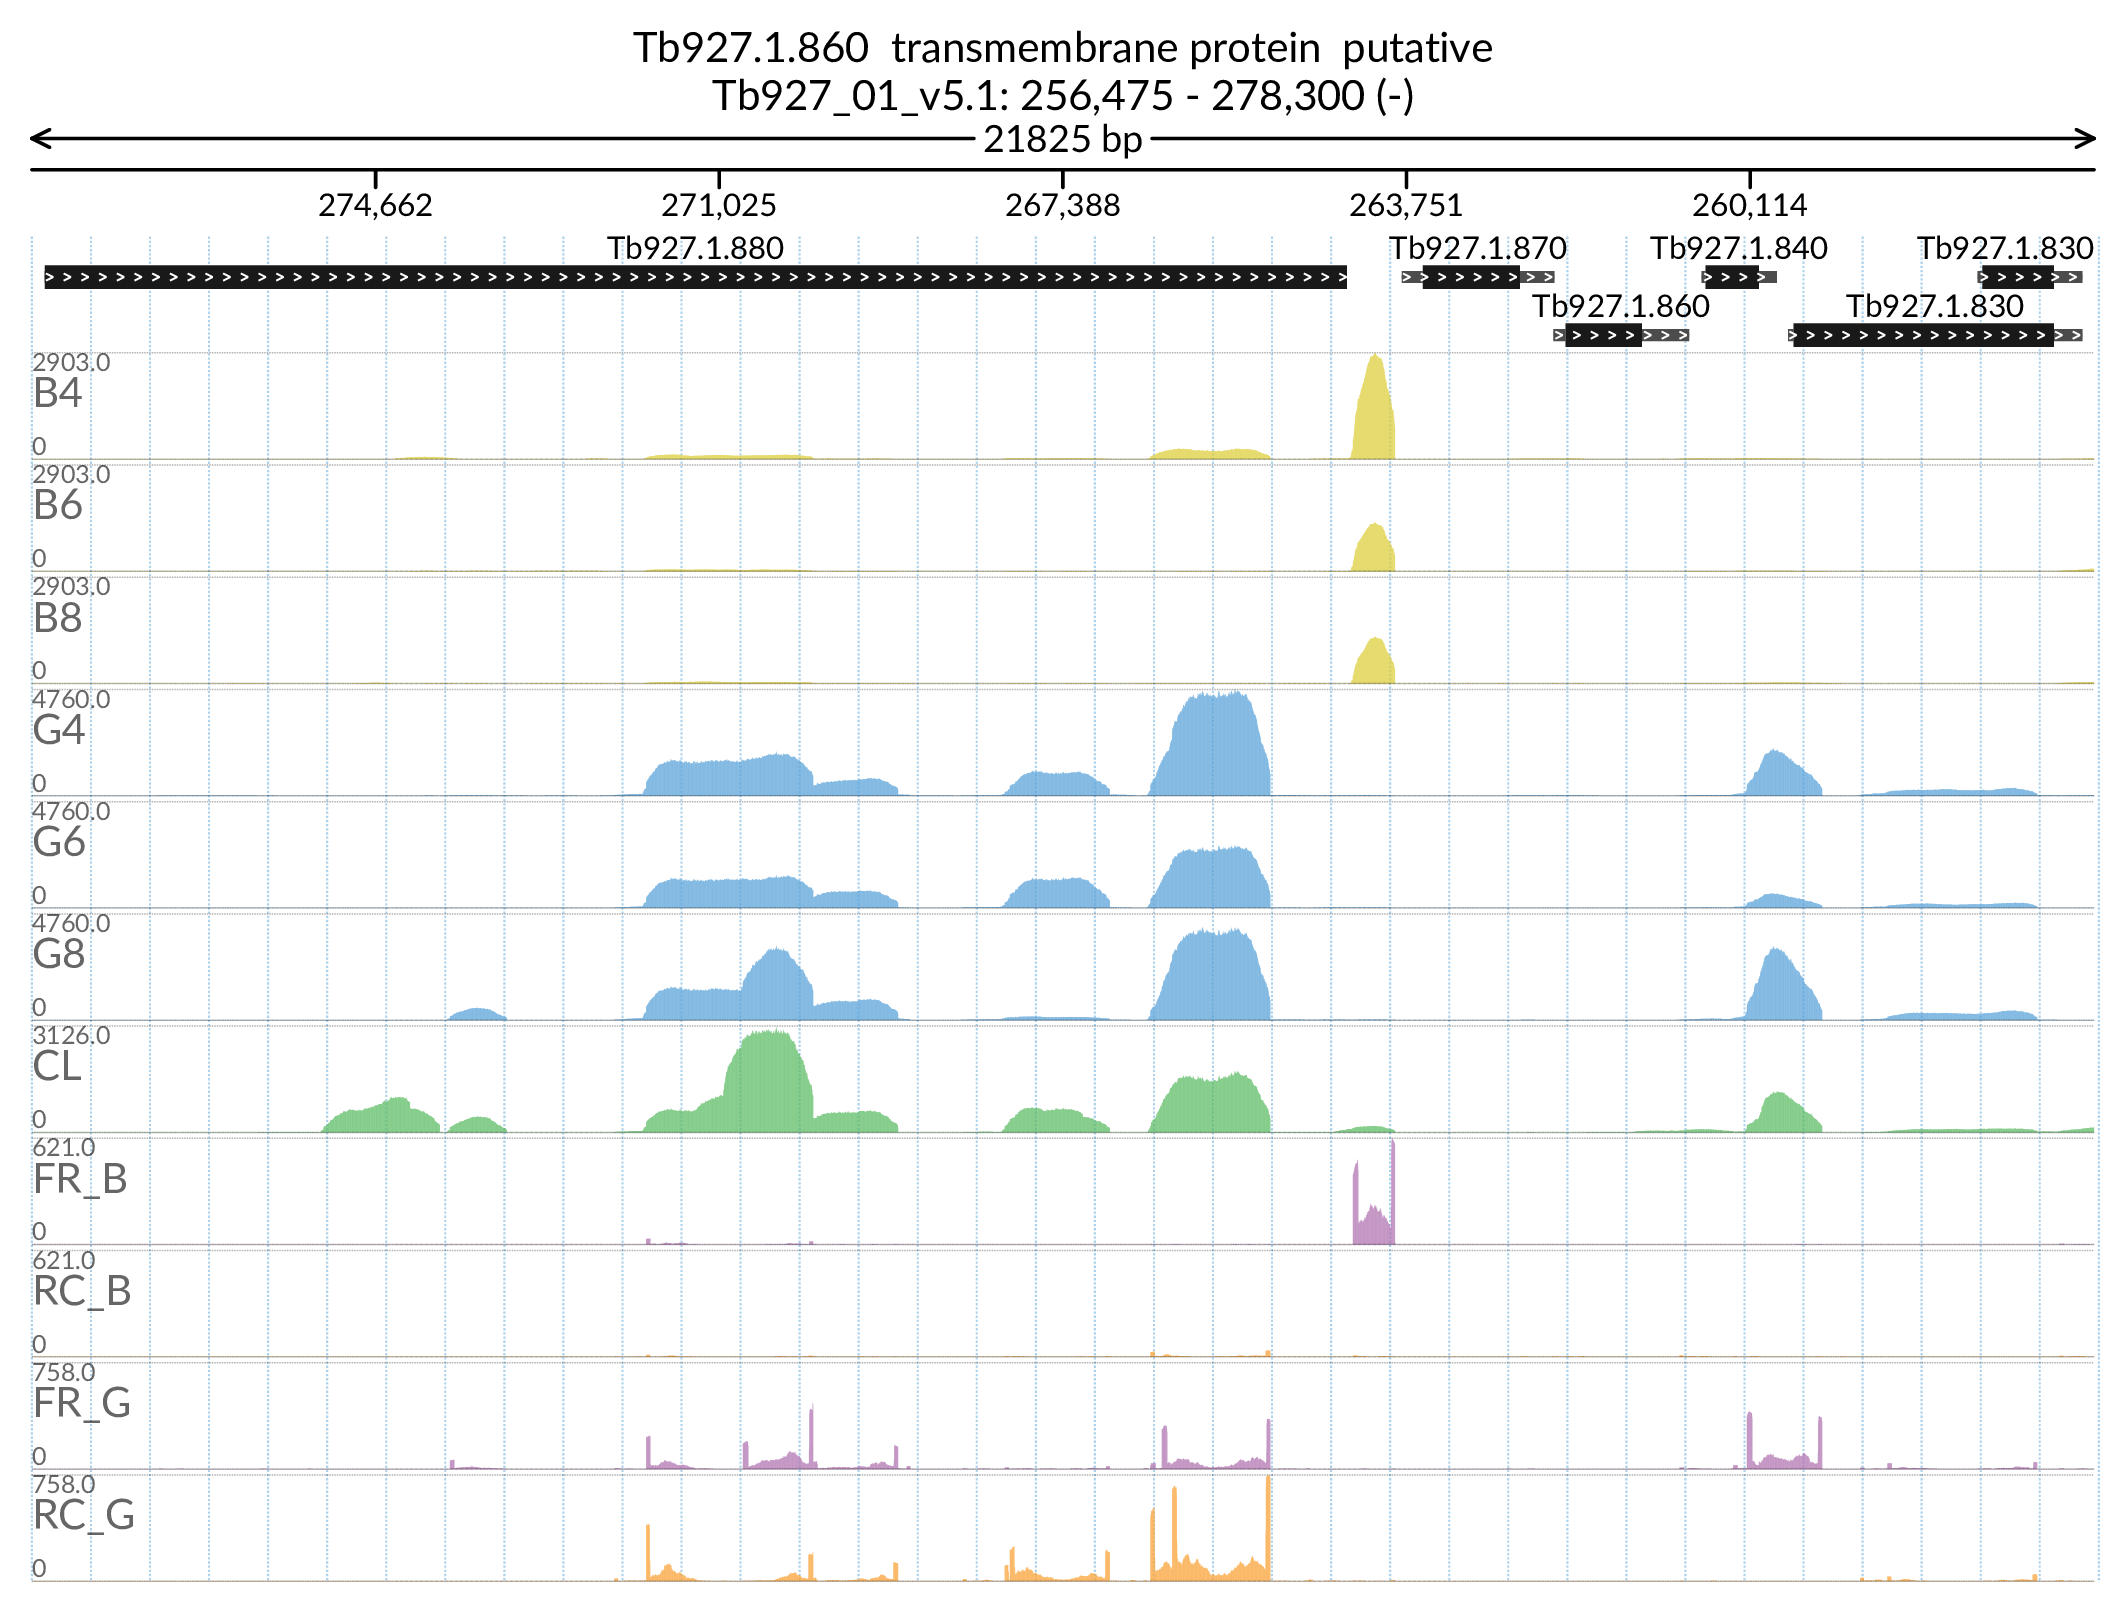 Tb927.1.860  transmembrane protein  putative
Tb927_01_v5.1: 256,475 - 278,300 (-)
21825 bp
274,662 271,025 267,388 263,751 260,114
Tb927.1.880 Tb927.1.870 Tb927.1.840 Tb927.1.830
Tb927.1.860 Tb927.1.830
2903.0
B4
0
2903.0
B6
0
2903.0
B8
0
4760.0
G4
0
4760.0
G6
0
4760.0
G8
0
3126.0
CL
0
621.0
FR_B
0
621.0
RC_B
0
758.0
FR_G
0
758.0
RC_G
0